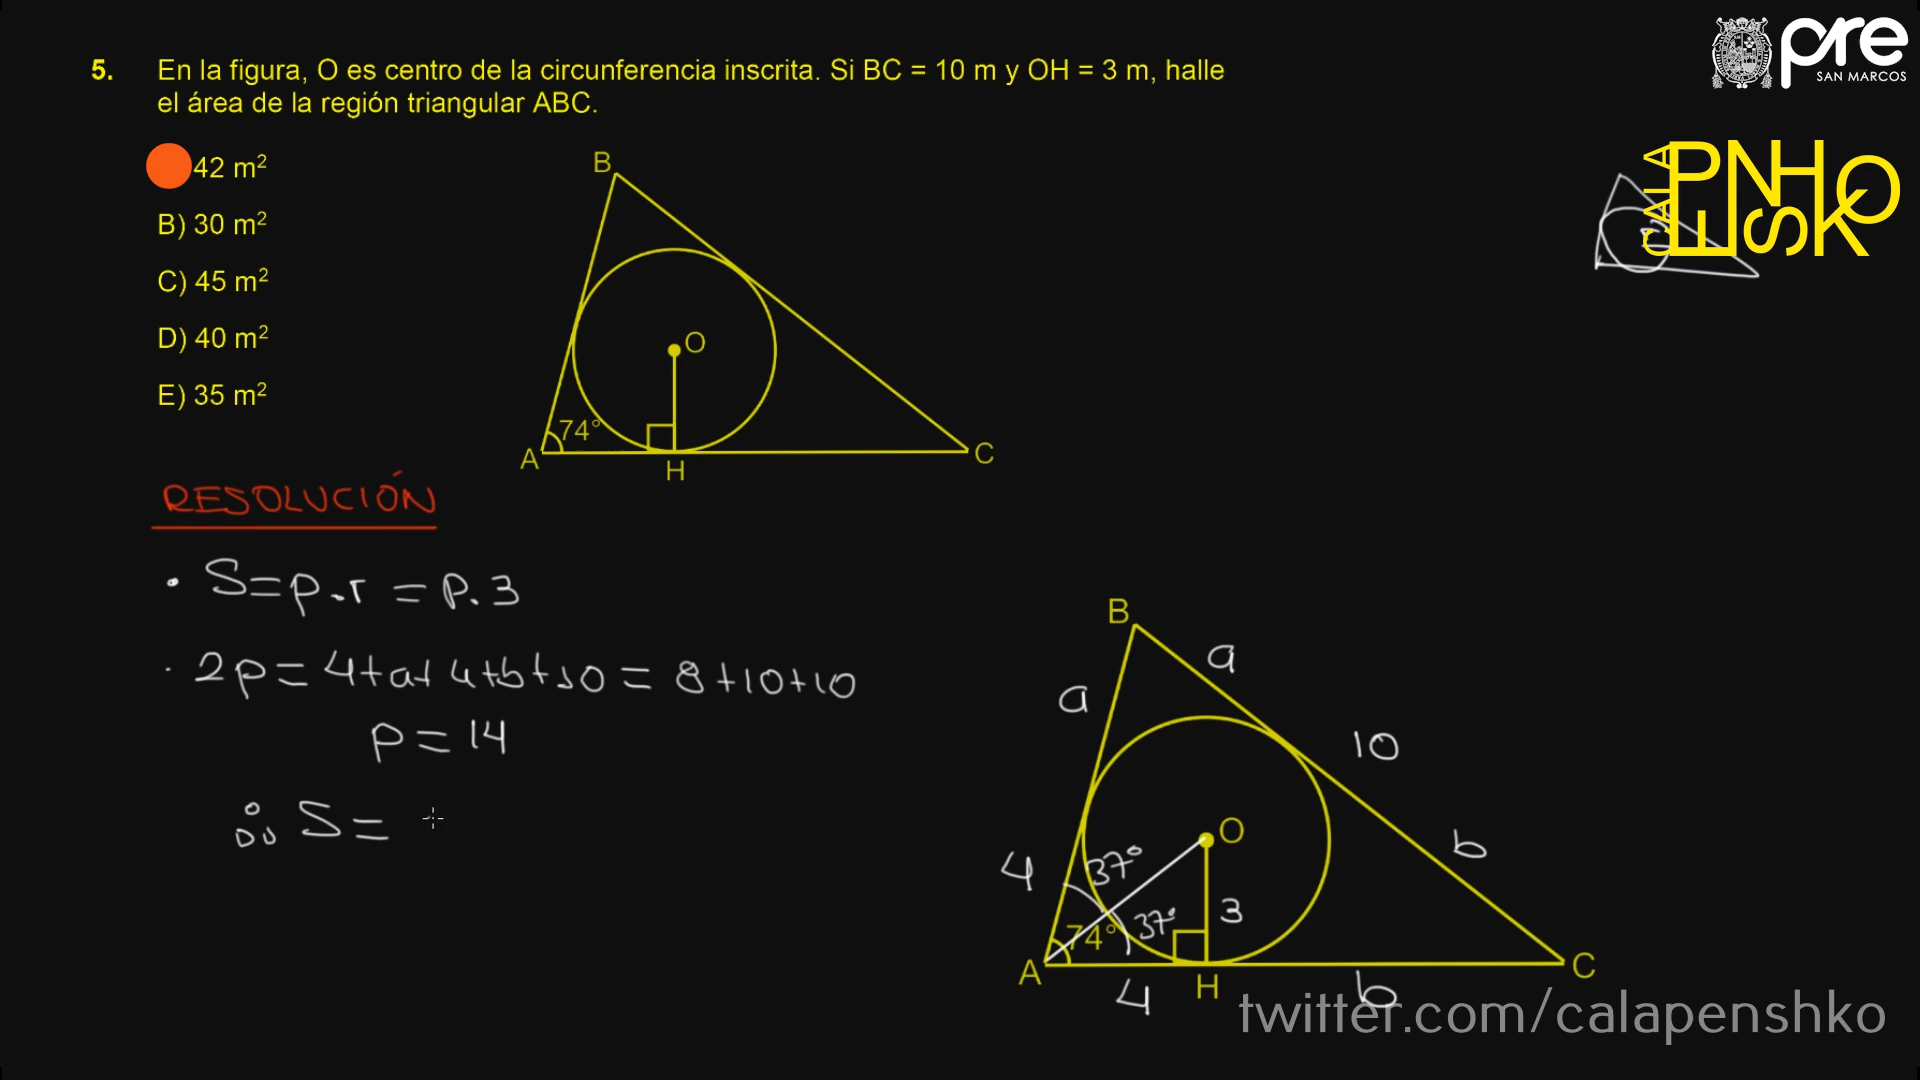 5. En la figura, O es centro de la circunferencia inscrita. Si BC = 10 m y OH = 3 m, halle
el área de la región triangular ABC.
42 m²
B) 30 m²
C) 45 m²
D) 40 m²
E) 35 m²
B
O
74°
A
H
C
pre
SAN MARCOS
CALA
PENSHKO
RESOLUCIÓN
• S=p.r = p.3
· 2p = 4+a+4+b+10 = 8+10+10
p = 14
∴ S =
B
a
a
10
O
b
4
37°
3
37°
74°
A
C
4
H
b
twitter.com/calapenshko